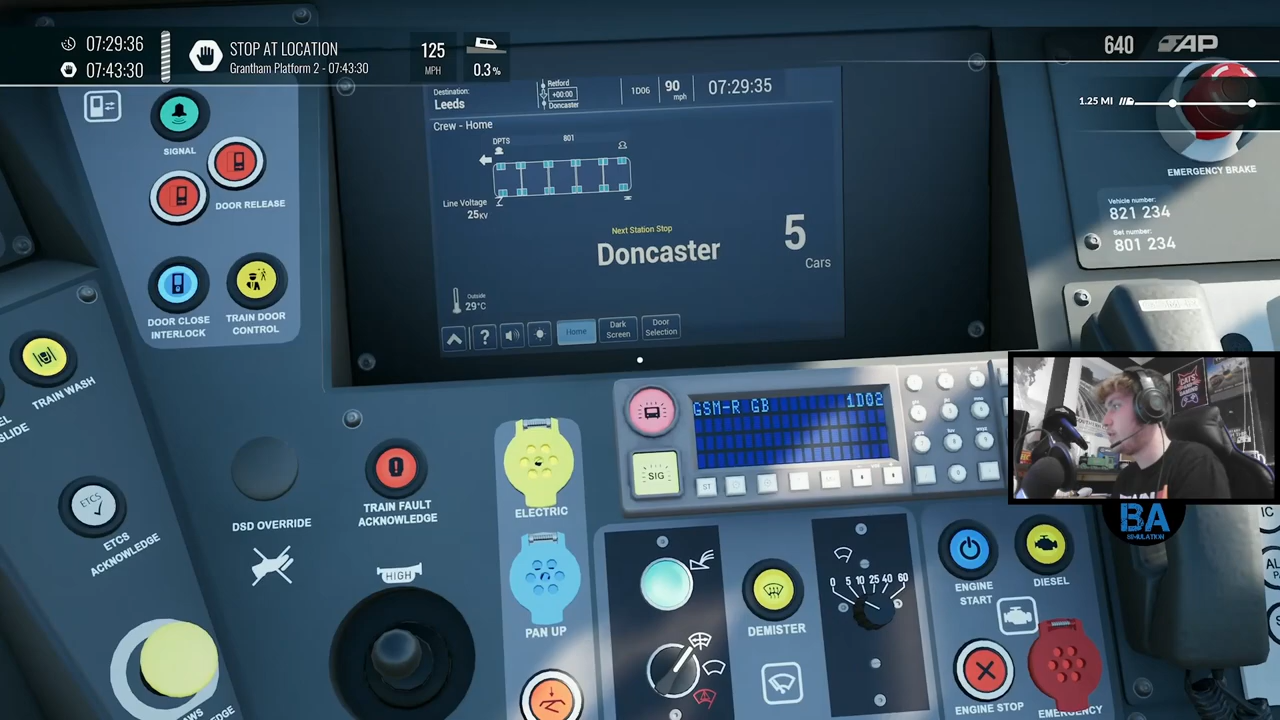 07:29:36
07:43:30
STOP AT LOCATION
Grantham Platform 2 - 07:43:30
125
MPH
0.3%
640
AP
1.25 MI
Destination:
Leeds
Retford
+00:00
Doncaster
1D06
90
mph
07:29:35
Crew - Home
DPTS
801
Line Voltage
25KV
Next Station Stop
Doncaster
5
Cars
Outside
29°C
?
Home
Dark
Screen
Door
Selection
SIGNAL
DOOR RELEASE
DOOR CLOSE
INTERLOCK
TRAIN DOOR
CONTROL
EMERGENCY BRAKE
Vehicle number:
821 234
Set number:
801 234
TRAIN WASH
SLIDE
ETCS
ETCS
ACKNOWLEDGE
DSD OVERRIDE
TRAIN FAULT
ACKNOWLEDGE
HIGH
ELECTRIC
PAN UP
GSM-R GB
1D02
SIG
ST
DEMISTER
0 5 10 25 40 60
ENGINE
START
DIESEL
ENGINE STOP
EMERGENCY
BA
SIMULATION